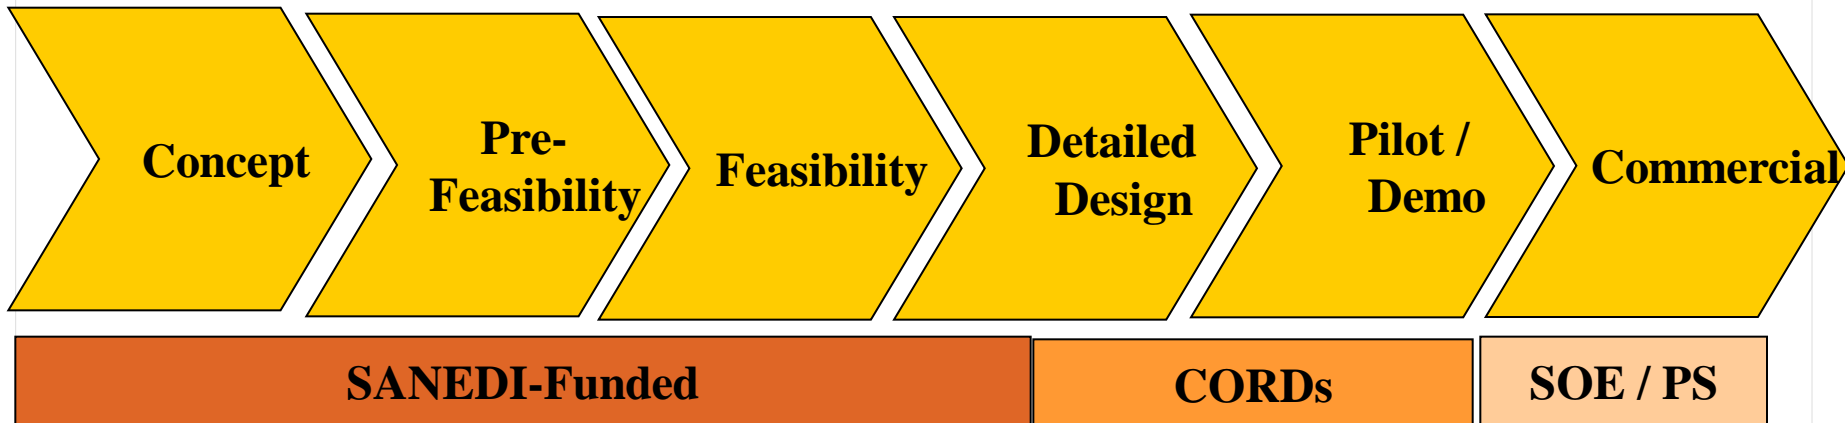 Concept
Pre-
Feasibility
Feasibility
Detailed
Design
Pilot /
Demo
Commercial
SANEDI-Funded
CORDs
SOE / PS